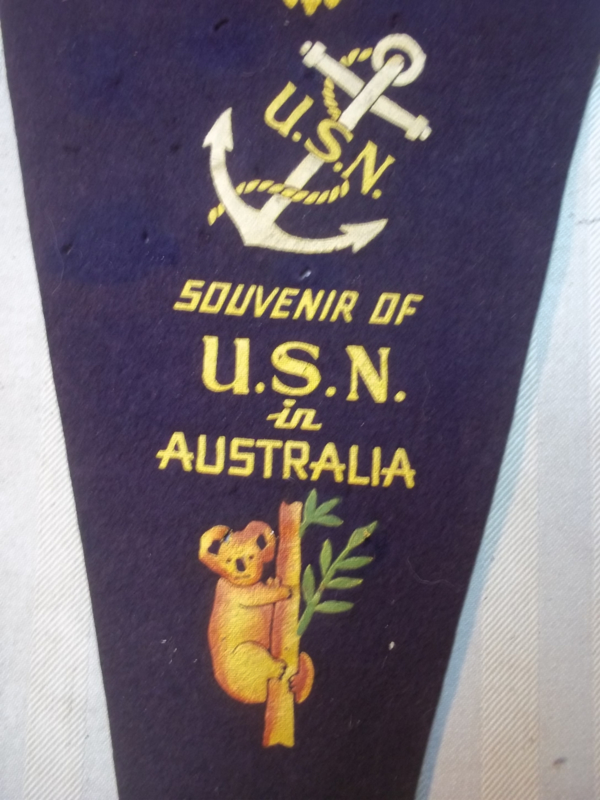 U.S.N.
SOUVENIR OF
U.S.N.
in
AUSTRALIA